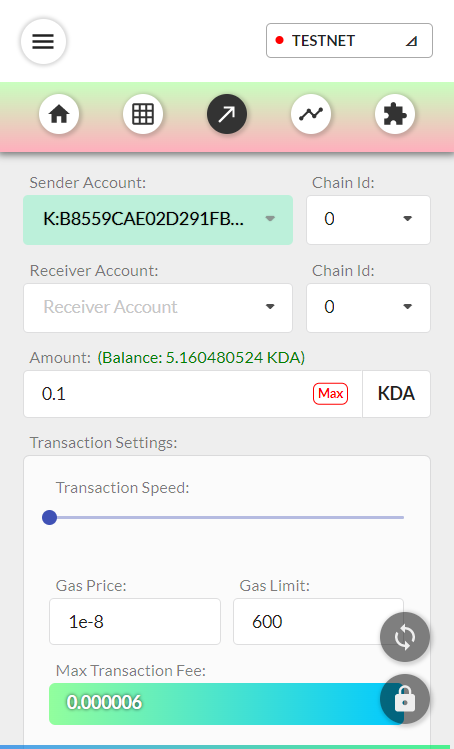 TESTNET
Sender Account: Chain Id:
K:B8559CAE02D291FB... 0
Receiver Account: Chain Id:
Receiver Account 0
Amount: (Balance: 5.160480524 KDA)
0.1 Max KDA
Transaction Settings:
Transaction Speed:
Gas Price: Gas Limit:
1e-8 600
Max Transaction Fee:
0.000006